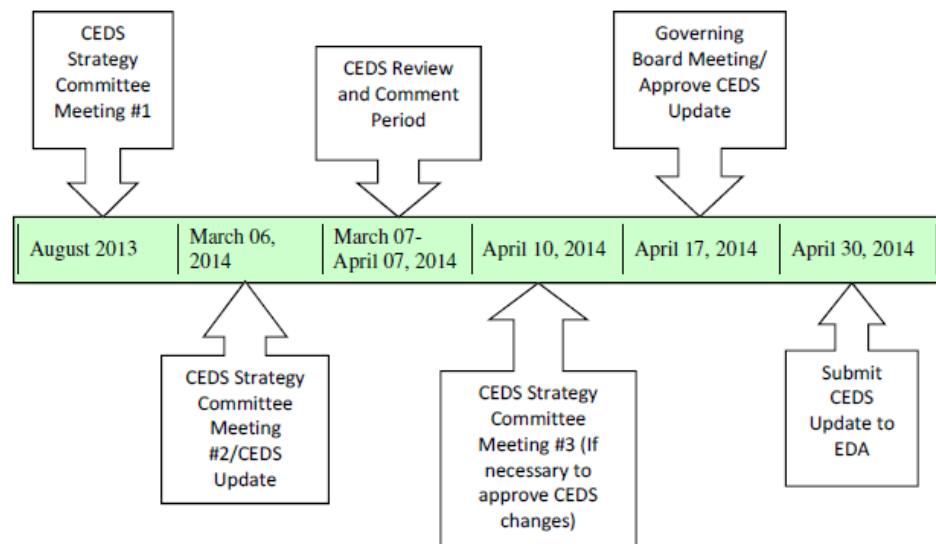 CEDS
Strategy
Committee
Meeting #1
CEDS Review
and Comment
Period
Governing
Board Meeting/
Approve CEDS
Update
August 2013
March 06,
2014
March 07-
April 07, 2014
April 10, 2014
April 17, 2014
April 30, 2014
CEDS Strategy
Committee
Meeting
#2/CEDS
Update
CEDS Strategy
Committee
Meeting #3 (If
necessary to
approve CEDS
changes)
Submit
CEDS
Update to
EDA